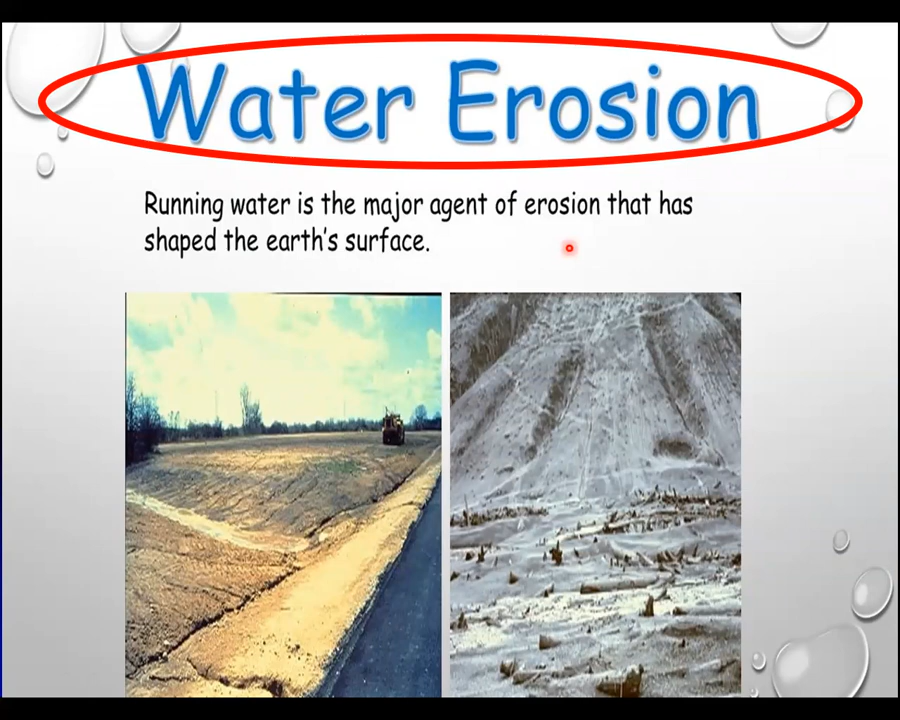 Water Erosion
Running water is the major agent of erosion that has
shaped the earth's surface.